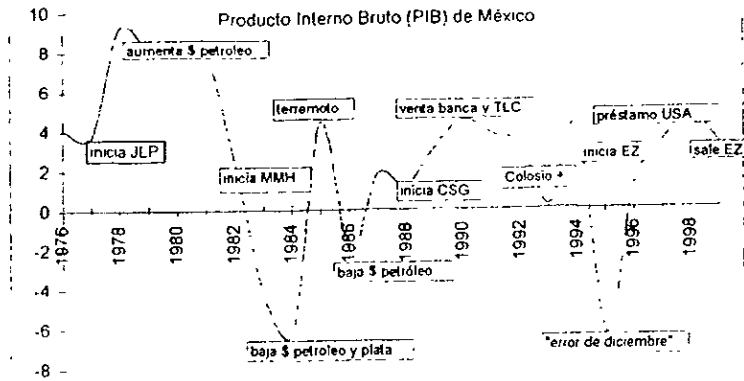 Producto Interno Bruto (PIB) de México
10
8
6
4
2
0
-2
-4
-6
-8
aumenta $ petroleo
terremoto
venta banca y TLC
préstamo USA
inicia JLP
inicia MMH
inicia CSG
Colosio +
inicia EZ
sale EZ
1976
1978
1980
1982
1984
1986
1988
1990
1992
1994
1996
1998
baja $ petróleo
baja $ petroleo y plata
"error de diciembre"